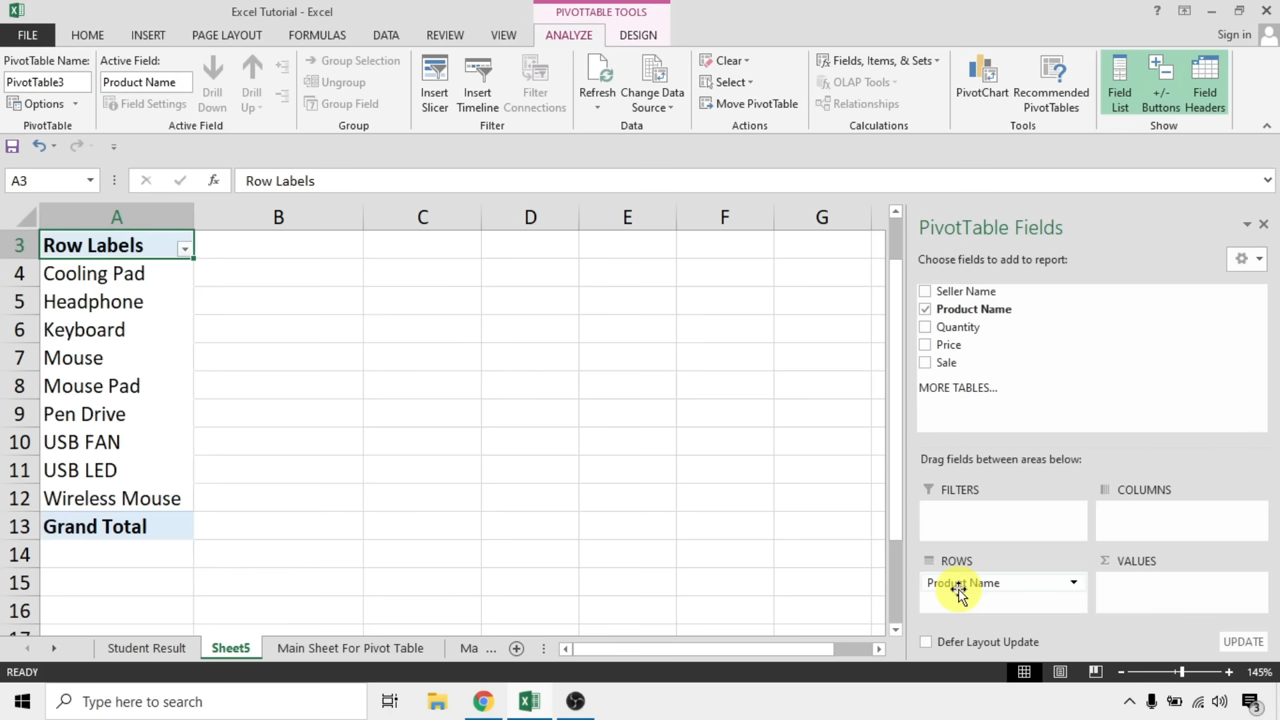 Excel Tutorial - Excel
PIVOTTABLE TOOLS
?
Sign in
FILE HOME INSERT PAGE LAYOUT FORMULAS DATA REVIEW VIEW ANALYZE DESIGN
PivotTable Name:
PivotTable3
Options
PivotTable
Active Field:
Product Name
Field Settings
Drill Down
Drill Up
Active Field
Group Selection
Ungroup
Group Field
Group
Insert Slicer
Insert Timeline
Filter Connections
Filter
Refresh
Change Data Source
Data
Clear
Select
Move PivotTable
Actions
Fields, Items, & Sets
OLAP Tools
Relationships
Calculations
PivotChart
Recommended PivotTables
Tools
Field List
+/- Buttons
Field Headers
Show
A3
fx
Row Labels
A B C D E F G
3 Row Labels
4 Cooling Pad
5 Headphone
6 Keyboard
7 Mouse
8 Mouse Pad
9 Pen Drive
10 USB FAN
11 USB LED
12 Wireless Mouse
13 Grand Total
14
15
16
17
PivotTable Fields
Choose fields to add to report:
Seller Name
Product Name
Quantity
Price
Sale
MORE TABLES...
Drag fields between areas below:
FILTERS
COLUMNS
ROWS
Σ VALUES
Product Name
Defer Layout Update
UPDATE
Student Result Sheet5 Main Sheet For Pivot Table Ma ...
READY
145%
Type here to search
3